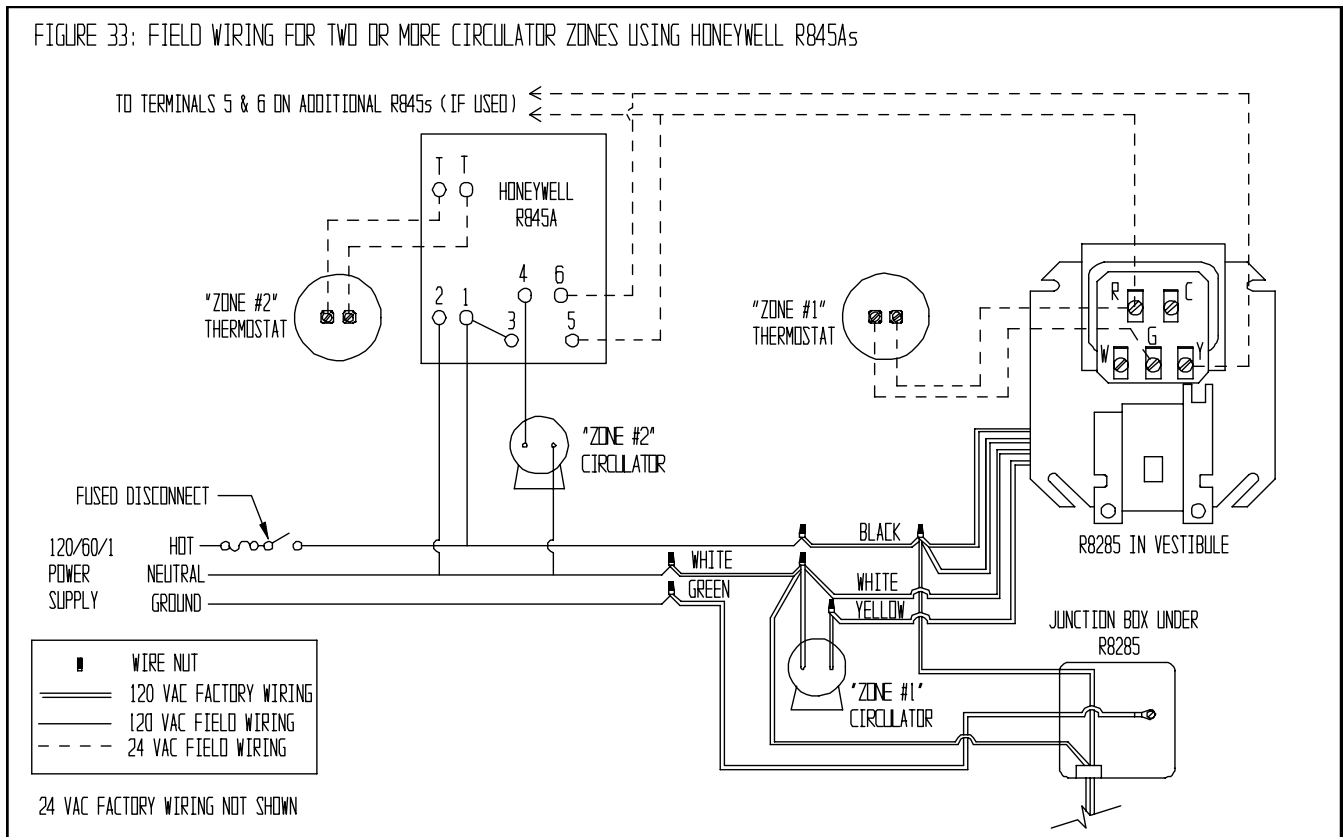 FIGURE 33: FIELD WIRING FOR TWO OR MORE CIRCULATOR ZONES USING HONEYWELL R845As
TO TERMINALS 5 & 6 ON ADDITIONAL R845s (IF USED)
T T
HONEYWELL
R845A
4 6
2 1
3 5
"ZONE #2"
THERMOSTAT
"ZONE #1"
THERMOSTAT
R C
G
W Y
"ZONE #2"
CIRCULATOR
FUSED DISCONNECT
120/60/1
POWER
SUPPLY
HOT
NEUTRAL
GROUND
BLACK
WHITE
GREEN
WHITE
YELLOW
R8285 IN VESTIBULE
JUNCTION BOX UNDER
R8285
"ZONE #1"
CIRCULATOR
WIRE NUT
120 VAC FACTORY WIRING
120 VAC FIELD WIRING
24 VAC FIELD WIRING
24 VAC FACTORY WIRING NOT SHOWN